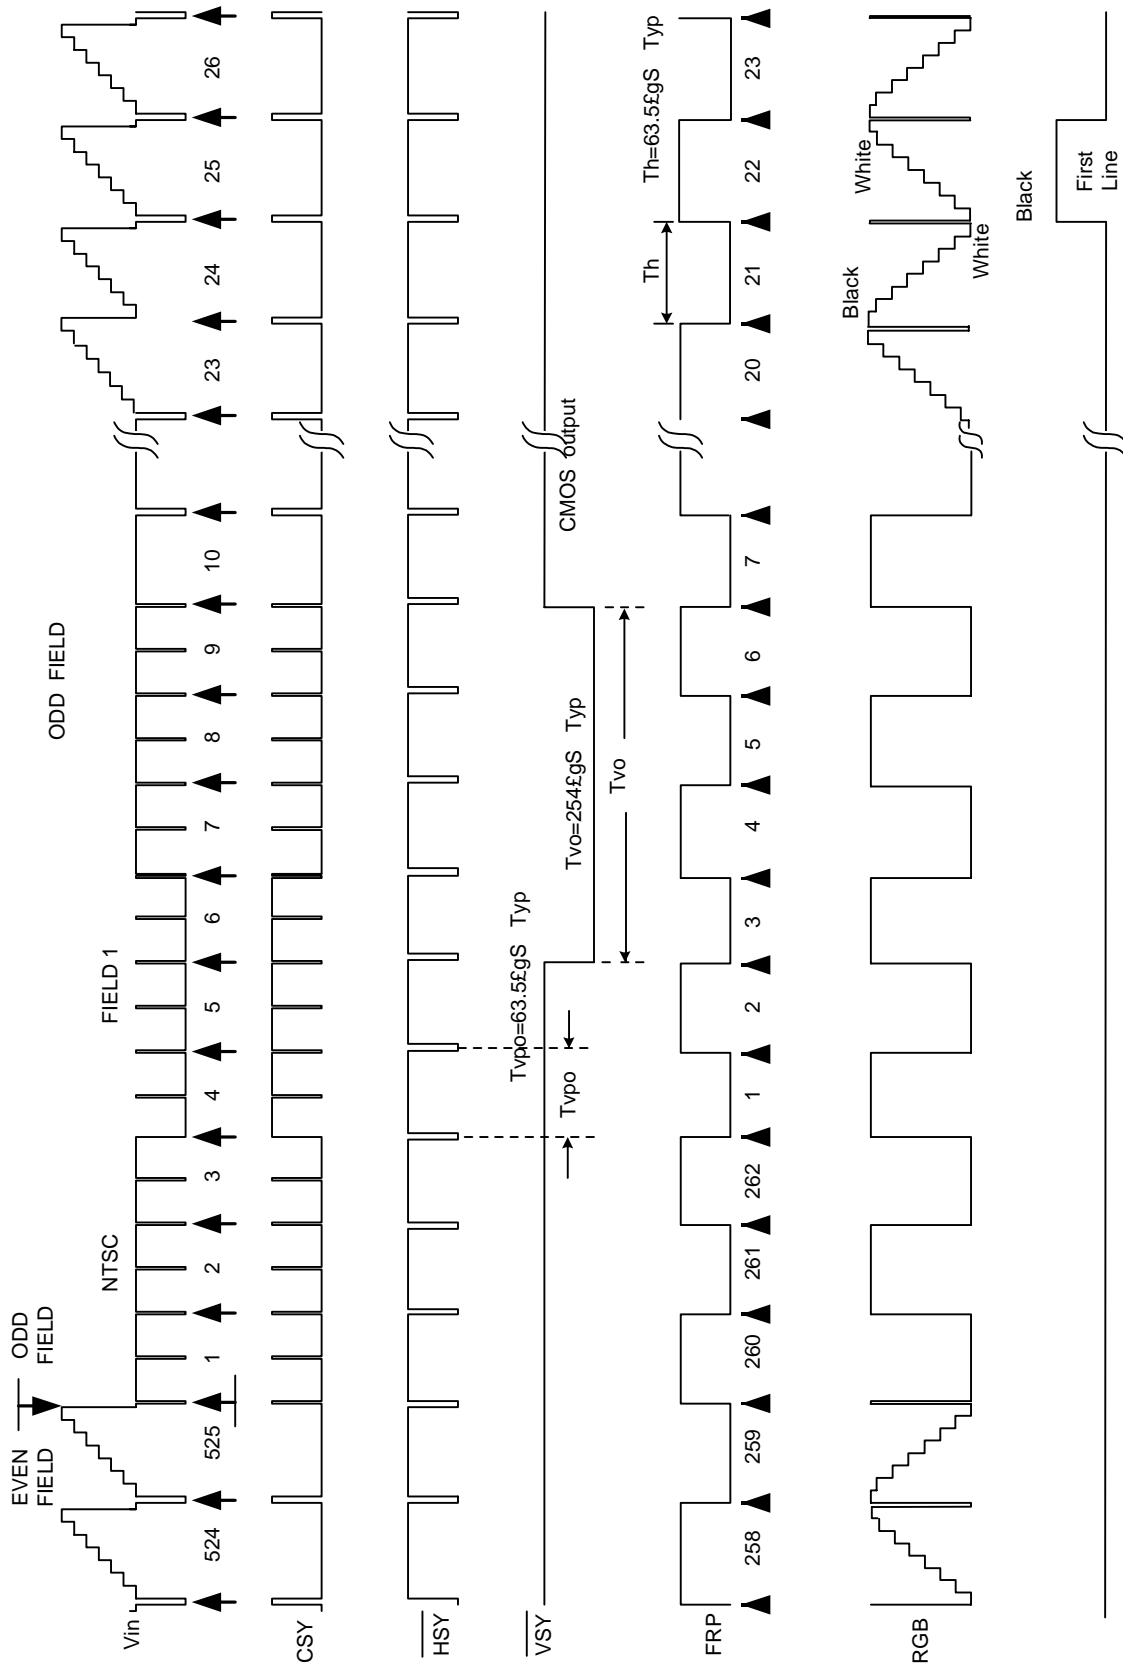 EVEN FIELD
ODD FIELD
NTSC
FIELD 1
ODD FIELD
Vin
524 525 1 2 3 4 5 6 7 8 9 10 23 24 25 26
CSY
HSY
VSY
Tvpo=63.5£gS Typ
Tvpo
Tvo=254£gS Typ
Tvo
CMOS output
Th=63.5£gS Typ
Th
FRP
258 259 260 261 262 1 2 3 4 5 6 7 20 21 22 23
RGB
Black
White
White
Black
First Line